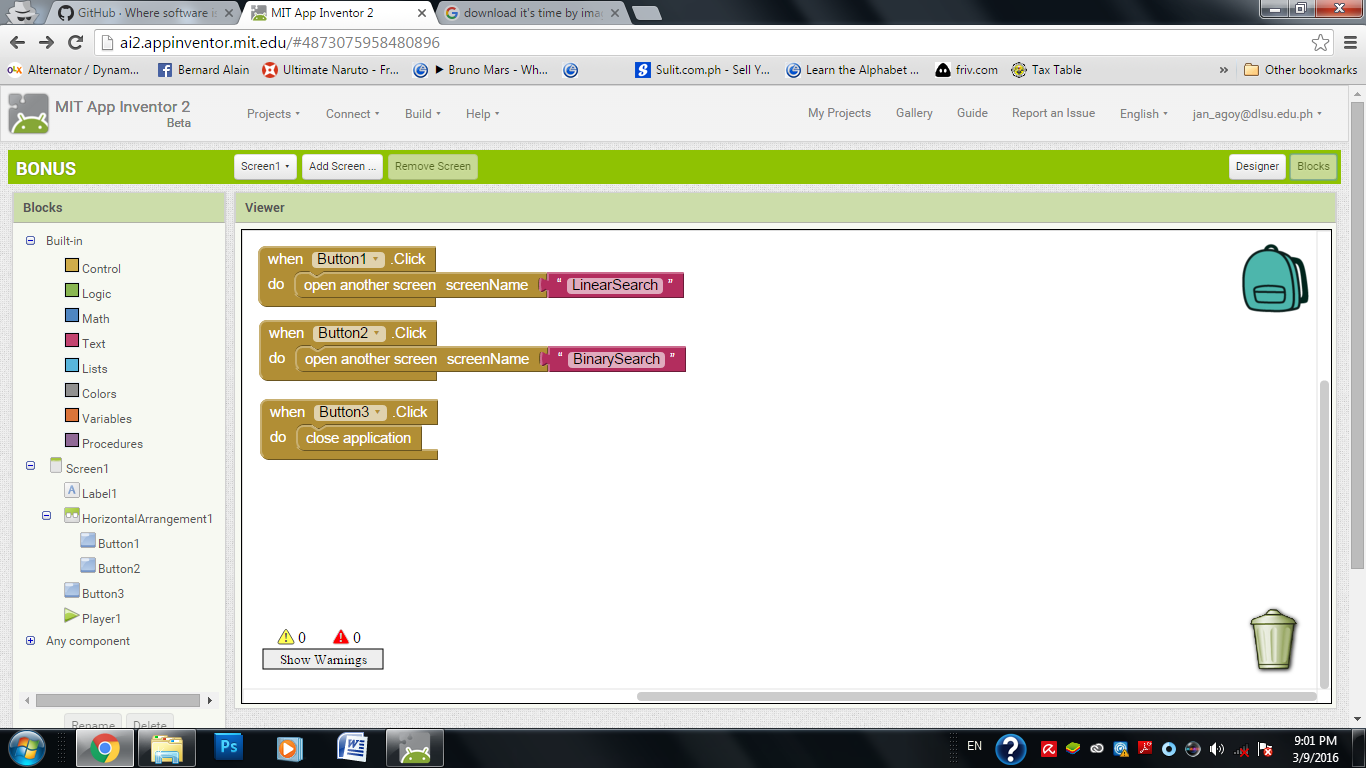 GitHub · Where software is
MIT App Inventor 2
download it's time by ima
ai2.appinventor.mit.edu/#4873075958480896
Alternator / Dynam... Bernard Alain Ultimate Naruto - Fr... ► Bruno Mars - Wh... Sulit.com.ph - Sell Y... Learn the Alphabet ... friv.com Tax Table » Other bookmarks
MIT App Inventor 2
Beta
Projects Connect Build Help My Projects Gallery Guide Report an Issue English jan_agoy@dlsu.edu.ph
BONUS Screen1 Add Screen ... Remove Screen Designer Blocks
Blocks
Viewer
Built-in
Control
Logic
Math
Text
Lists
Colors
Variables
Procedures
Screen1
Label1
HorizontalArrangement1
Button1
Button2
Button3
Player1
Any component
Rename Delete
when Button1 .Click
do open another screen screenName " LinearSearch "
when Button2 .Click
do open another screen screenName " BinarySearch "
when Button3 .Click
do close application
0 0
Show Warnings
Ps
EN
9:01 PM
3/9/2016